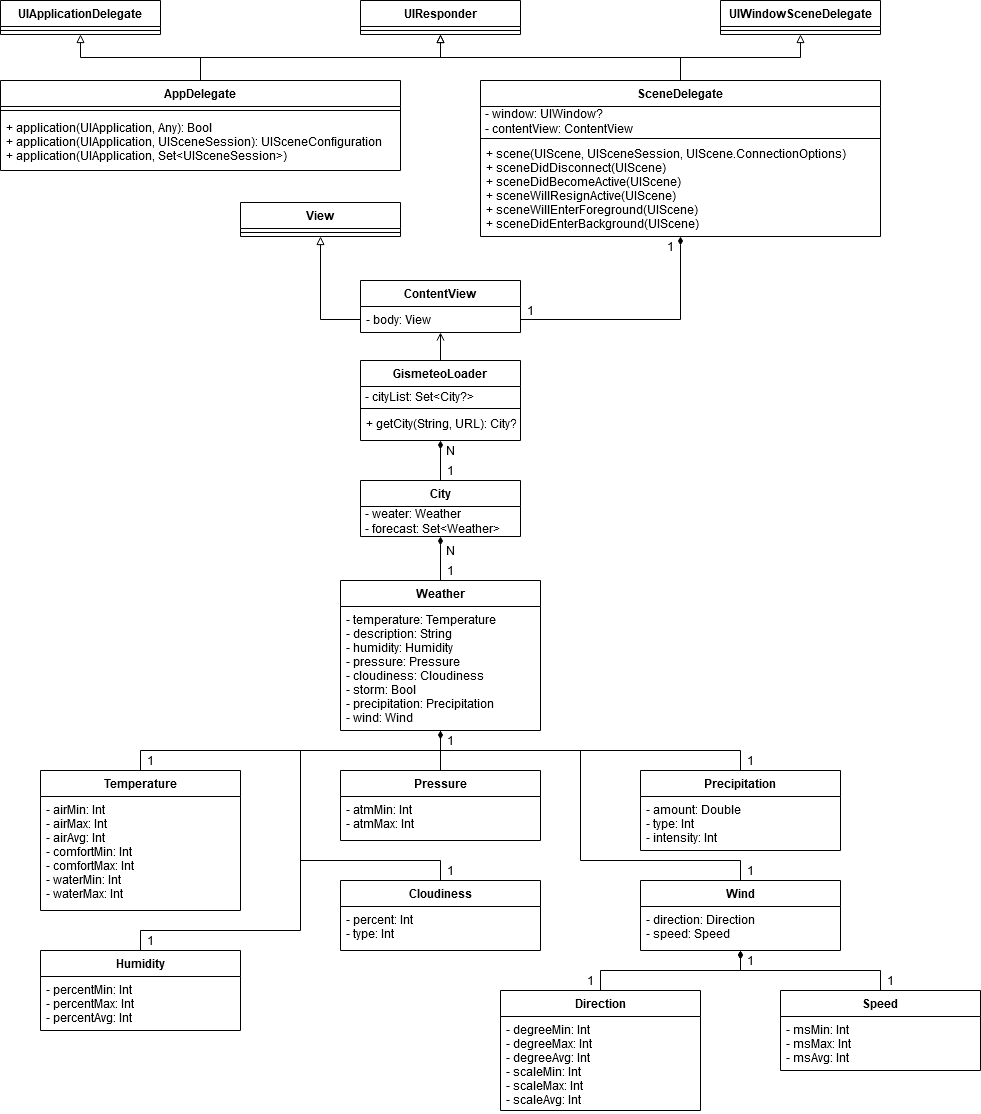 UIApplicationDelegate
UIResponder
UIWindowSceneDelegate
AppDelegate
+ application(UIApplication, Any): Bool
+ application(UIApplication, UISceneSession): UISceneConfiguration
+ application(UIApplication, Set<UISceneSession>)
SceneDelegate
- window: UIWindow?
- contentView: ContentView
+ scene(UIScene, UISceneSession, UIScene.ConnectionOptions)
+ sceneDidDisconnect(UIScene)
+ sceneDidBecomeActive(UIScene)
+ sceneWillResignActive(UIScene)
+ sceneWillEnterForeground(UIScene)
+ sceneDidEnterBackground(UIScene)
1
View
ContentView
- body: View
1
GismeteoLoader
- cityList: Set<City?>
+ getCity(String, URL): City?
N
1
City
- weater: Weather
- forecast: Set<Weather>
N
1
Weather
- temperature: Temperature
- description: String
- humidity: Humidity
- pressure: Pressure
- cloudiness: Cloudiness
- storm: Bool
- precipitation: Precipitation
- wind: Wind
1
1
Temperature
- airMin: Int
- airMax: Int
- airAvg: Int
- comfortMin: Int
- comfortMax: Int
- waterMin: Int
- waterMax: Int
Pressure
- atmMin: Int
- atmMax: Int
1
Precipitation
- amount: Double
- type: Int
- intensity: Int
1
Cloudiness
- percent: Int
- type: Int
1
Wind
- direction: Direction
- speed: Speed
1
1
Humidity
- percentMin: Int
- percentMax: Int
- percentAvg: Int
1
Direction
- degreeMin: Int
- degreeMax: Int
- degreeAvg: Int
- scaleMin: Int
- scaleMax: Int
- scaleAvg: Int
1
Speed
- msMin: Int
- msMax: Int
- msAvg: Int